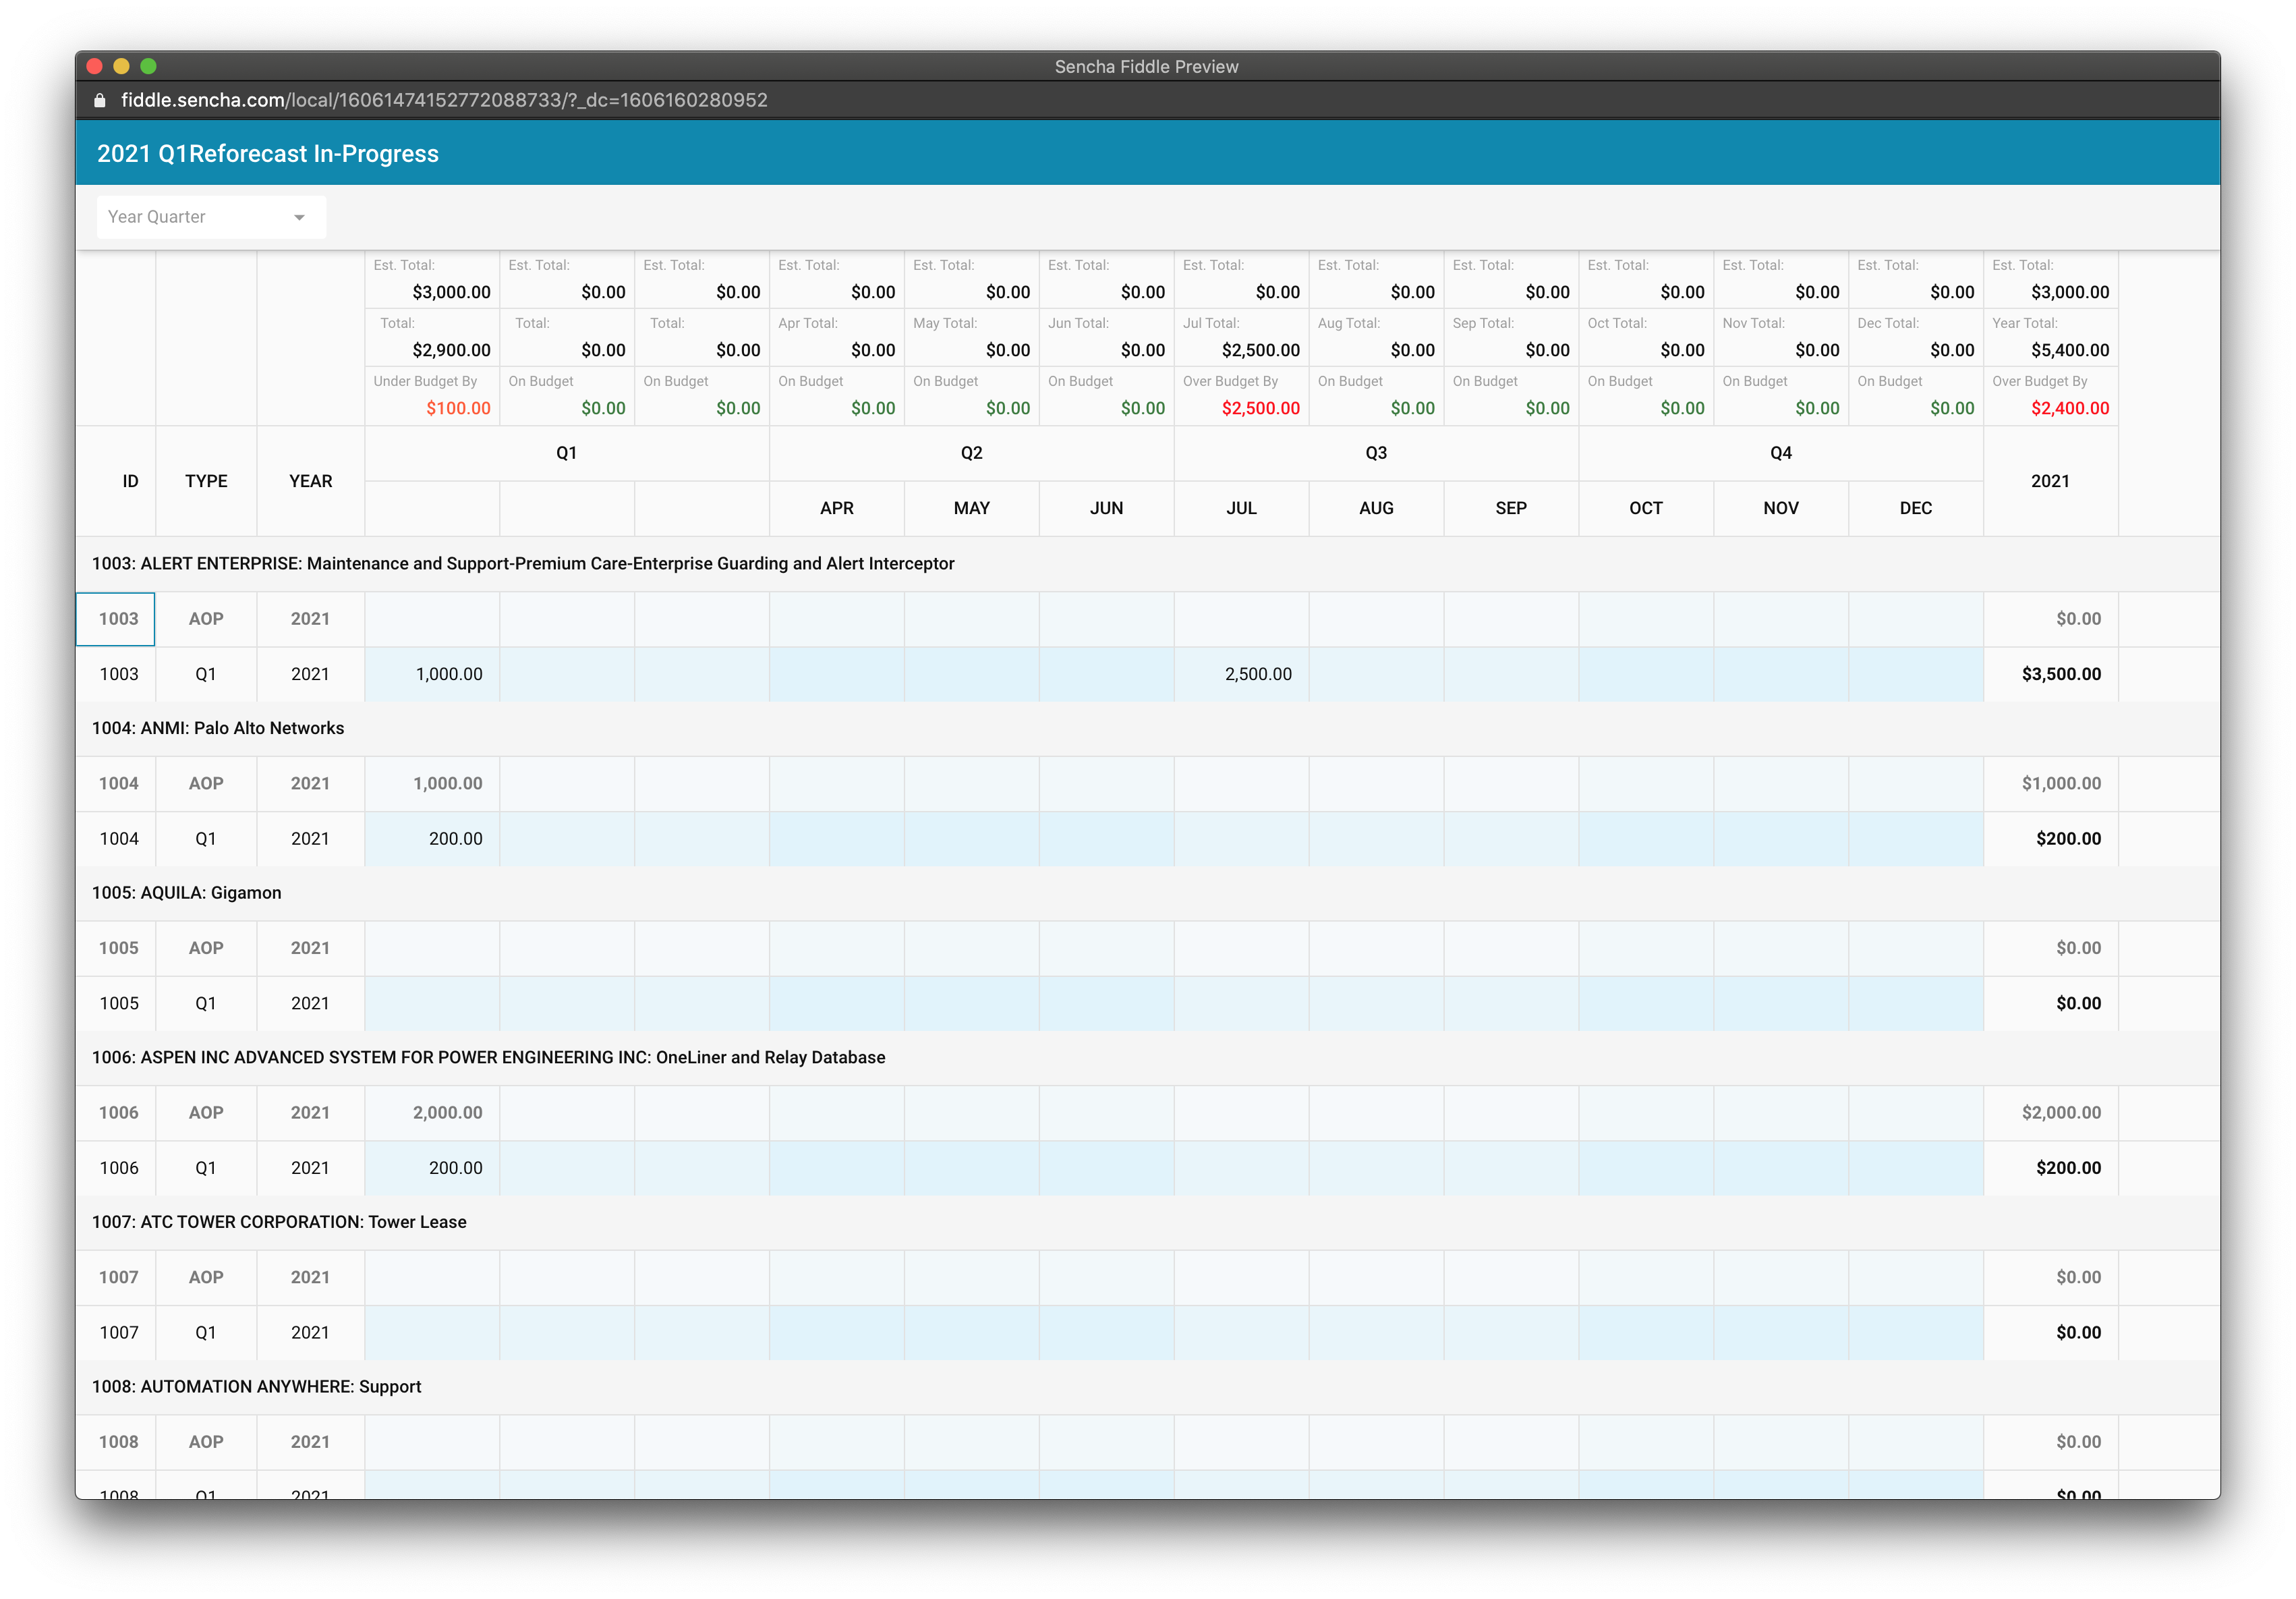 Sencha Fiddle Preview
fiddle.sencha.com/local/16061474152772088733/?_dc=1606160280952
2021 Q1Reforecast In-Progress
Year Quarter
Est. Total: Est. Total: Est. Total: Est. Total: Est. Total: Est. Total: Est. Total: Est. Total: Est. Total: Est. Total: Est. Total: Est. Total: Est. Total:
$3,000.00 $0.00 $0.00 $0.00 $0.00 $0.00 $0.00 $0.00 $0.00 $0.00 $0.00 $0.00 $3,000.00
Total: Total: Total: Apr Total: May Total: Jun Total: Jul Total: Aug Total: Sep Total: Oct Total: Nov Total: Dec Total: Year Total:
$2,900.00 $0.00 $0.00 $0.00 $0.00 $0.00 $2,500.00 $0.00 $0.00 $0.00 $0.00 $0.00 $5,400.00
Under Budget By On Budget On Budget On Budget On Budget On Budget Over Budget By On Budget On Budget On Budget On Budget On Budget Over Budget By
$100.00 $0.00 $0.00 $0.00 $0.00 $0.00 $2,500.00 $0.00 $0.00 $0.00 $0.00 $0.00 $2,400.00
Q1 Q2 Q3 Q4
ID TYPE YEAR 2021
APR MAY JUN JUL AUG SEP OCT NOV DEC
1003: ALERT ENTERPRISE: Maintenance and Support-Premium Care-Enterprise Guarding and Alert Interceptor
1003 AOP 2021 $0.00
1003 Q1 2021 1,000.00 2,500.00 $3,500.00
1004: ANMI: Palo Alto Networks
1004 AOP 2021 1,000.00 $1,000.00
1004 Q1 2021 200.00 $200.00
1005: AQUILA: Gigamon
1005 AOP 2021 $0.00
1005 Q1 2021 $0.00
1006: ASPEN INC ADVANCED SYSTEM FOR POWER ENGINEERING INC: OneLiner and Relay Database
1006 AOP 2021 2,000.00 $2,000.00
1006 Q1 2021 200.00 $200.00
1007: ATC TOWER CORPORATION: Tower Lease
1007 AOP 2021 $0.00
1007 Q1 2021 $0.00
1008: AUTOMATION ANYWHERE: Support
1008 AOP 2021 $0.00
1008 Q1 2021 $0.00